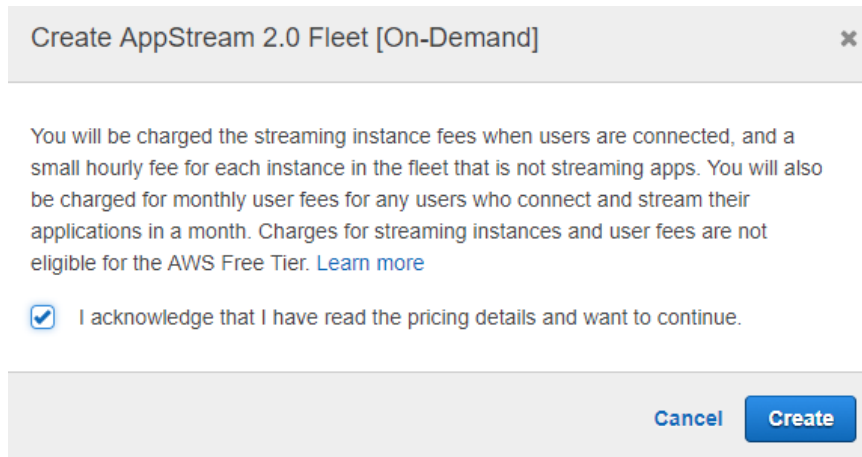 Create AppStream 2.0 Fleet [On-Demand]
You will be charged the streaming instance fees when users are connected, and a
small hourly fee for each instance in the fleet that is not streaming apps. You will also
be charged for monthly user fees for any users who connect and stream their
applications in a month. Charges for streaming instances and user fees are not
eligible for the AWS Free Tier. Learn more
I acknowledge that I have read the pricing details and want to continue.
Cancel Create